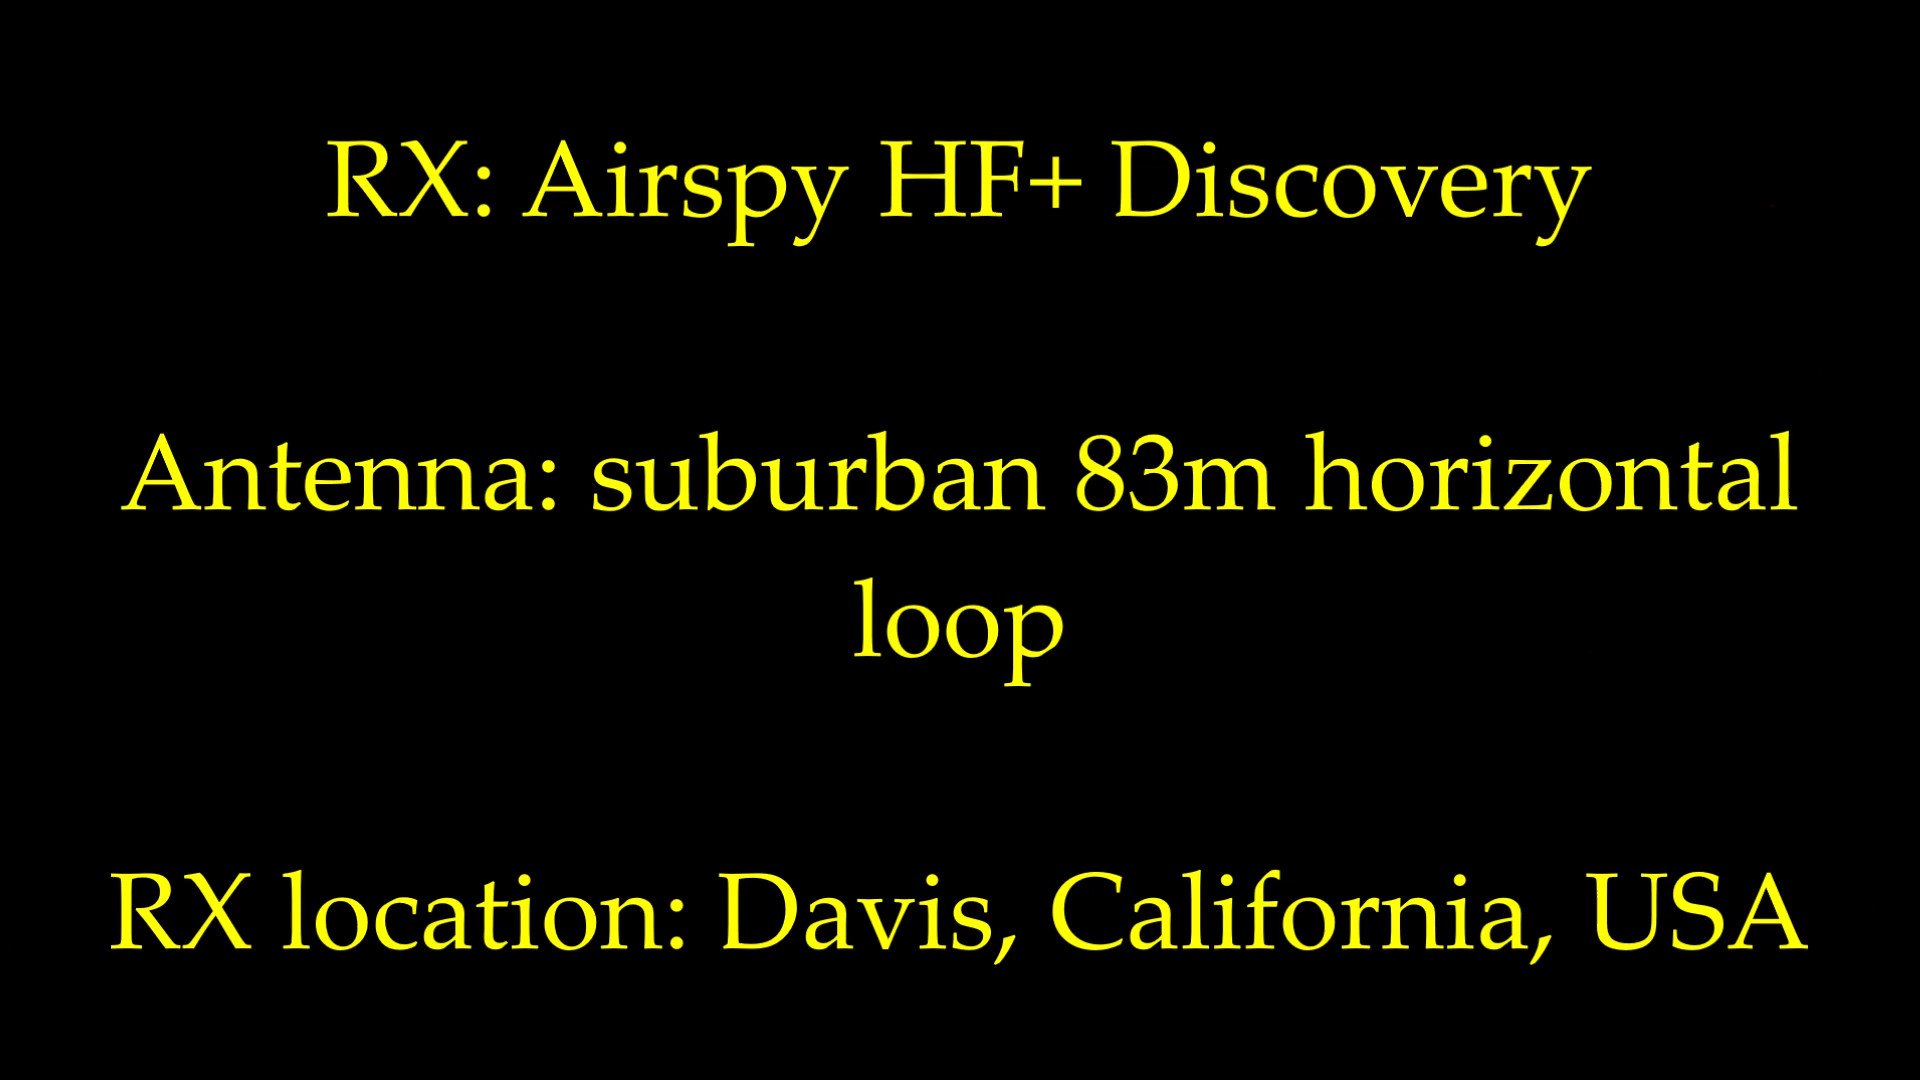 RX: Airspy HF+ Discovery
Antenna: suburban 83m horizontal
loop
RX location: Davis, California, USA